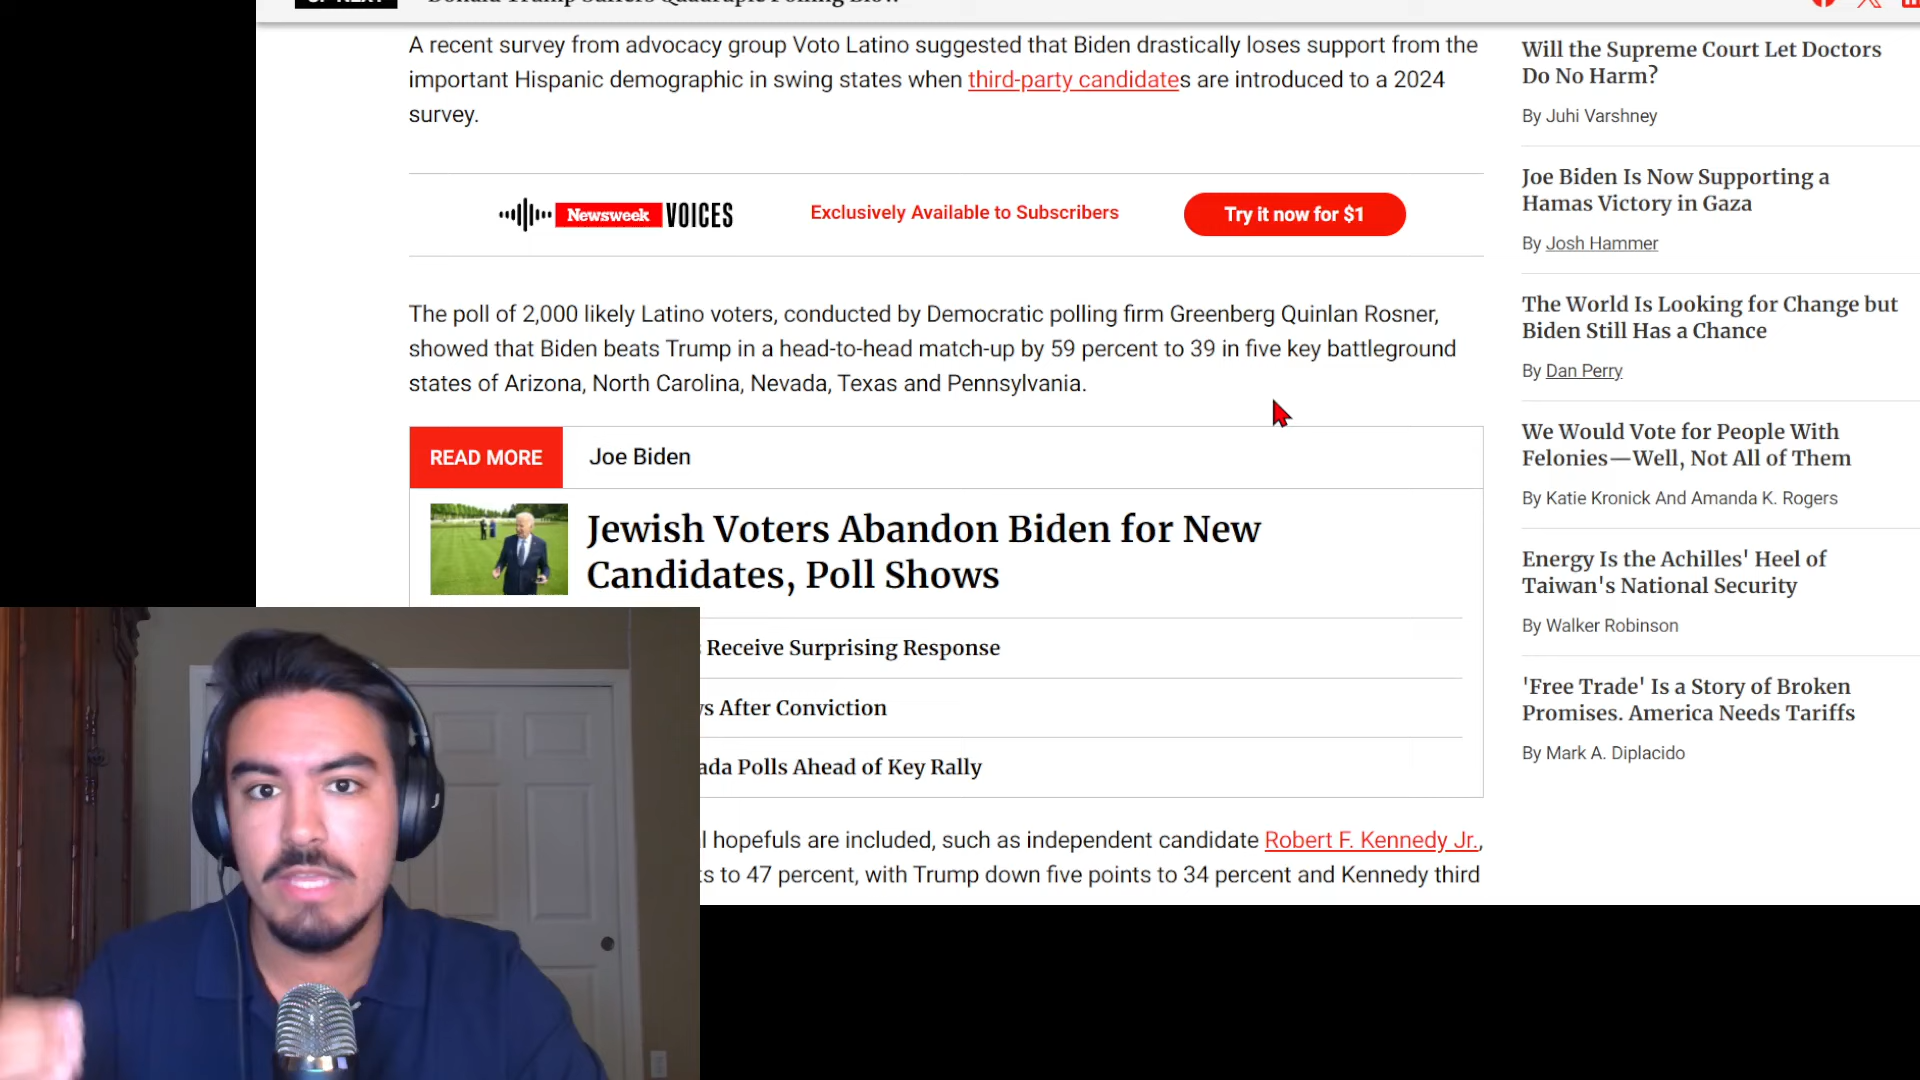 UP NEXT
Donald Trump Suffers Quadruple Polling Blow
A recent survey from advocacy group Voto Latino suggested that Biden drastically loses support from the
important Hispanic demographic in swing states when third-party candidates are introduced to a 2024
survey.
Newsweek VOICES
Exclusively Available to Subscribers
Try it now for $1
The poll of 2,000 likely Latino voters, conducted by Democratic polling firm Greenberg Quinlan Rosner,
showed that Biden beats Trump in a head-to-head match-up by 59 percent to 39 in five key battleground
states of Arizona, North Carolina, Nevada, Texas and Pennsylvania.
READ MORE
Joe Biden
Jewish Voters Abandon Biden for New
Candidates, Poll Shows
Receive Surprising Response
After Conviction
Polls Ahead of Key Rally
hopefuls are included, such as independent candidate Robert F. Kennedy Jr.,
to 47 percent, with Trump down five points to 34 percent and Kennedy third
Will the Supreme Court Let Doctors
Do No Harm?
By Juhi Varshney
Joe Biden Is Now Supporting a
Hamas Victory in Gaza
By Josh Hammer
The World Is Looking for Change but
Biden Still Has a Chance
By Dan Perry
We Would Vote for People With
Felonies—Well, Not All of Them
By Katie Kronick And Amanda K. Rogers
Energy Is the Achilles' Heel of
Taiwan's National Security
By Walker Robinson
'Free Trade' Is a Story of Broken
Promises. America Needs Tariffs
By Mark A. Diplacido